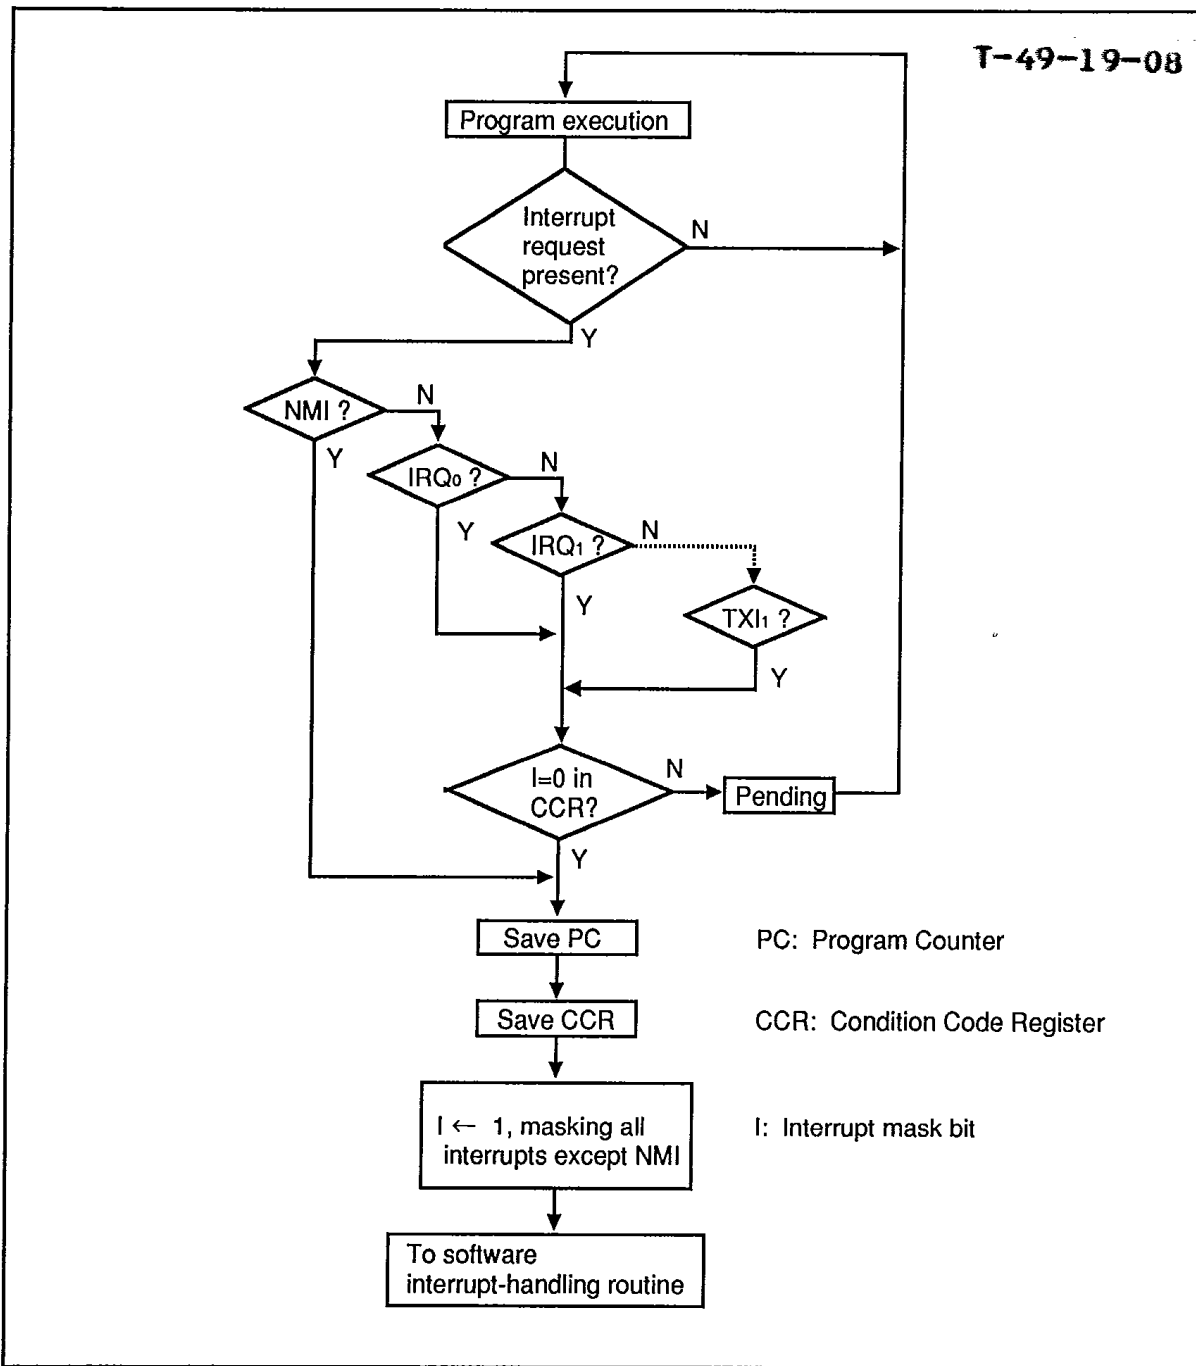 T-49-19-08
Program execution
Interrupt
request
present?
N
Y
NMI ?
N
Y
IRQ₀ ?
N
Y
IRQ₁ ?
N
Y
TXI₁ ?
Y
I=0 in
CCR?
N
Pending
Y
Save PC
PC: Program Counter
Save CCR
CCR: Condition Code Register
I ← 1, masking all
interrupts except NMI
I: Interrupt mask bit
To software
interrupt-handling routine